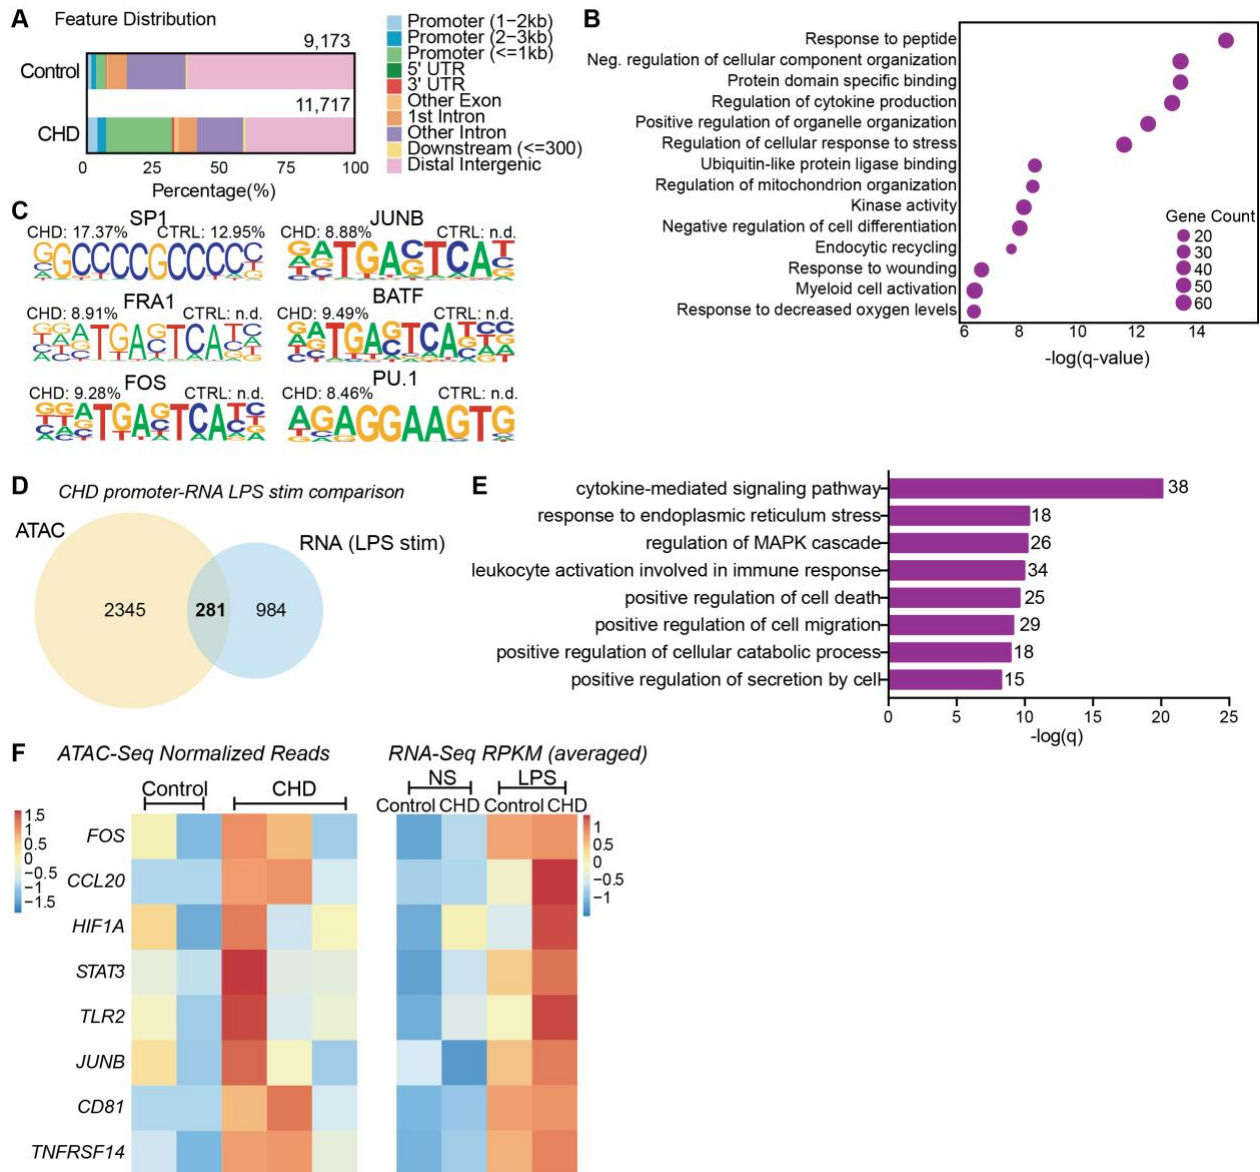 A Feature Distribution
9,173
Control
11,717
CHD
0 25 50 75 100
Percentage(%)
Promoter (1−2kb)
Promoter (2−3kb)
Promoter (<=1kb)
5' UTR
3' UTR
Other Exon
1st Intron
Other Intron
Downstream (<=300)
Distal Intergenic
B
Response to peptide
Neg. regulation of cellular component organization
Protein domain specific binding
Regulation of cytokine production
Positive regulation of organelle organization
Regulation of cellular response to stress
Ubiquitin-like protein ligase binding
Regulation of mitochondrion organization
Kinase activity
Negative regulation of cell differentiation
Endocytic recycling
Response to wounding
Myeloid cell activation
Response to decreased oxygen levels
6 8 10 12 14
-log(q-value)
Gene Count
20
30
40
50
60
C
SP1
CHD: 17.37% CTRL: 12.95%
GGCCCCGCCCCC
JUNB
CHD: 8.88% CTRL: n.d.
GATGACTCAT
FRA1
CHD: 8.91% CTRL: n.d.
GGATGAGTCATC
BATF
CHD: 9.49% CTRL: n.d.
GATGAGTCATCC
FOS
CHD: 9.28% CTRL: n.d.
GGATGAGTCATC
PU.1
CHD: 8.46% CTRL: n.d.
AGAGGAAGTG
D CHD promoter-RNA LPS stim comparison
ATAC
RNA (LPS stim)
2345 281 984
E
cytokine-mediated signaling pathway 38
response to endoplasmic reticulum stress 18
regulation of MAPK cascade 26
leukocyte activation involved in immune response 34
positive regulation of cell death 25
positive regulation of cell migration 29
positive regulation of cellular catabolic process 18
positive regulation of secretion by cell 15
0 5 10 15 20 25
-log(q)
F ATAC-Seq Normalized Reads
Control CHD
1.5
1
0.5
0
−0.5
−1
−1.5
FOS
CCL20
HIF1A
STAT3
TLR2
JUNB
CD81
TNFRSF14
RNA-Seq RPKM (averaged)
NS LPS
Control CHD Control CHD
1
0.5
0
−0.5
−1